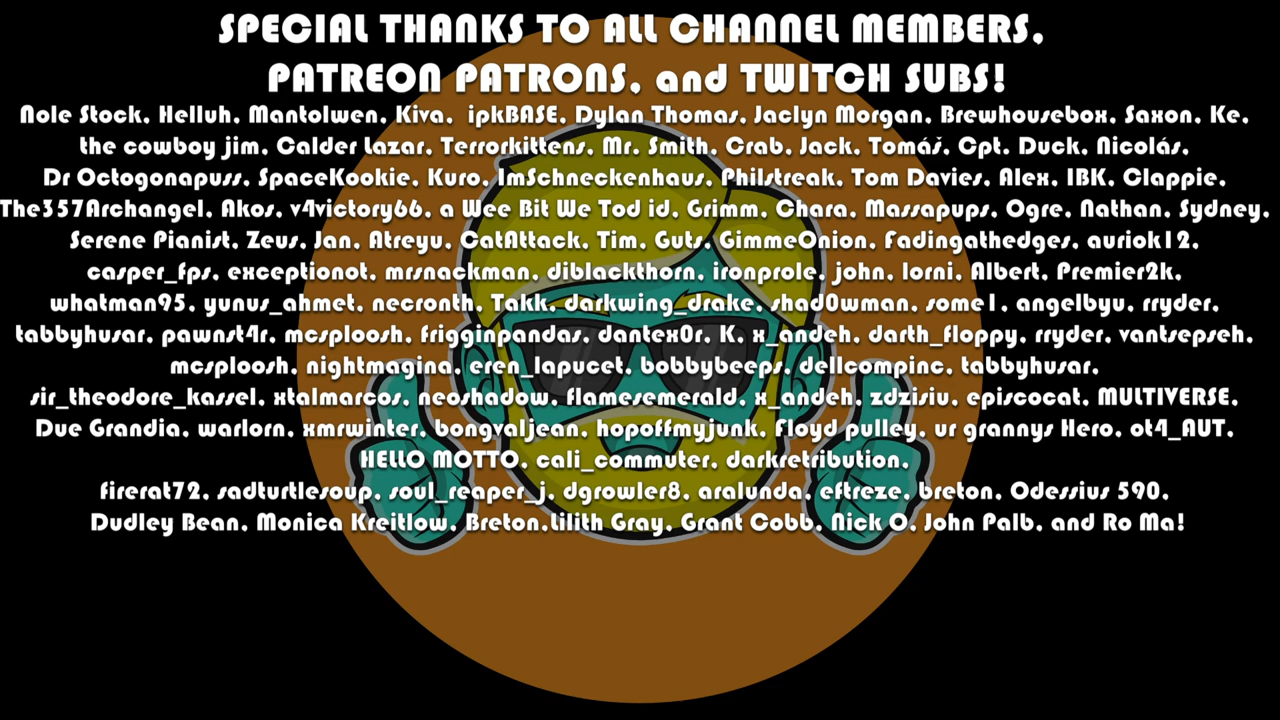 SPECIAL THANKS TO ALL CHANNEL MEMBERS,
PATREON PATRONS, and TWITCH SUBS!
Nole Stock, Helluh, Mantolwen, Kiva, ipkBASE, Dylan Thomas, Jaclyn Morgan, Brewhousebox, Saxon, Ke,
the cowboy jim, Calder Lazar, Terrorkittens, Mr. Smith, Crab, Jack, Tomáš, Cpt. Duck, Nicolás,
Dr Octogonapuss, SpaceKookie, Kuro, ImSchneckenhaus, Philstreak, Tom Davies, Alex, IBK, Clappie,
The357Archangel, Akos, v4victory66, a Wee Bit We Tod id, Grimm, Chara, Massapups, Ogre, Nathan, Sydney,
Serene Pianist, Zeus, Jan, Atreyu, CatAttack, Tim, Guts, GimmeOnion, Fadingathedges, auriok12,
casper_fps, exceptionot, mrsnackman, diblackthorn, ironprole, john, lorni, Albert, Premier2k,
whatman95, yunus_ahmet, necronth, Takk, darkwing_drake, shad0wman, some1, angelbyu, rryder,
tabbyhusar, pawnst4r, mcsploosh, frigginpandas, dantex0r, K, x_andeh, darth_floppy, rryder, vantsepseh,
mcsploosh, nightmagina, eren_lapucet, bobbybeeps, dellcompinc, tabbyhusar,
sir_theodore_kassel, xtalmarcos, neoshadow, flamesemerald, x_andeh, zdzisiu, episcocat, MULTIVERSE,
Due Grandia, warlorn, xmrwinter, bongvaljean, hopoffmyjunk, Floyd pulley, ur grannys Hero, ot4_AUT,
HELLO MOTTO, cali_commuter, darkretribution,
firerat72, sadturtlesoup, soul_reaper_j, dgrowler8, aralunda, eftreze, breton, Odessius 590,
Dudley Bean, Monica Kreitlow, Breton,Lilith Gray, Grant Cobb, Nick O, John Palb, and Ro Ma!